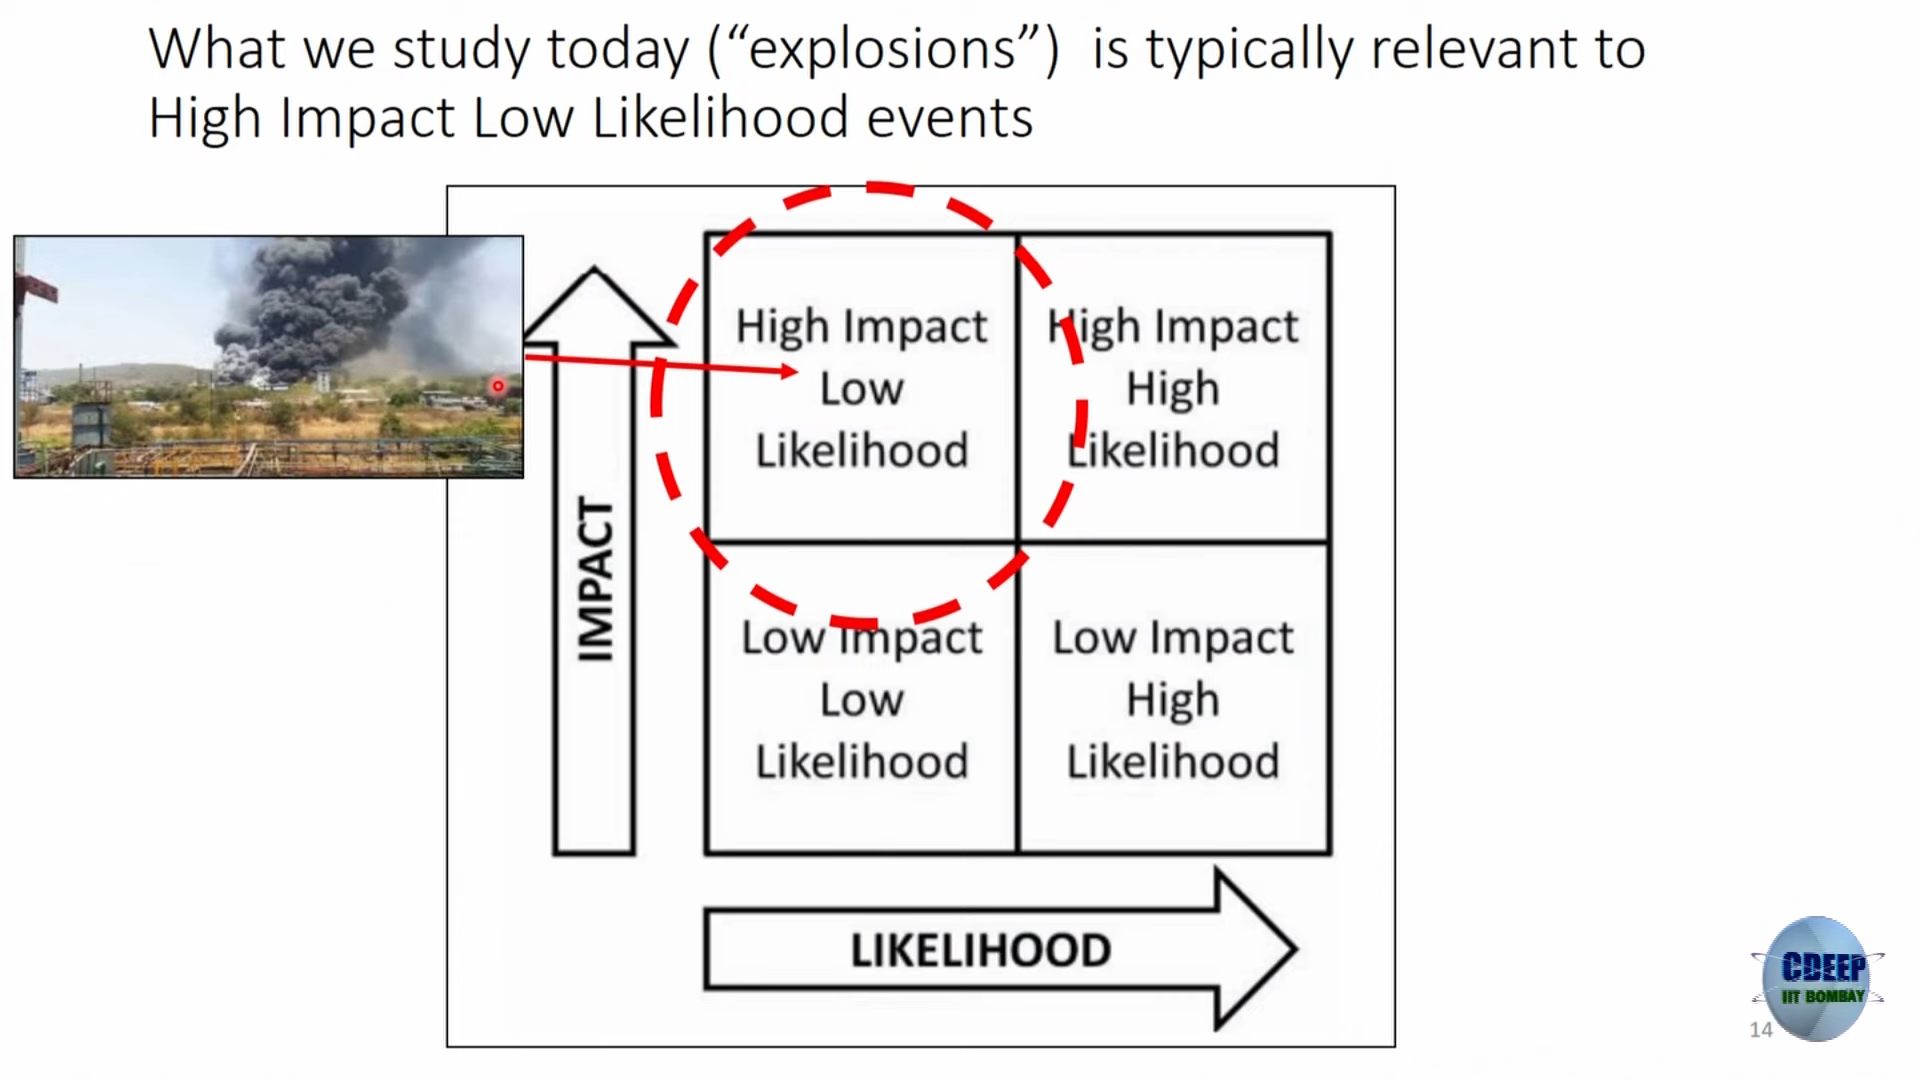 What we study today (“explosions”) is typically relevant to
High Impact Low Likelihood events
High Impact
Low
Likelihood
High Impact
High
Likelihood
IMPACT
Low Impact
Low
Likelihood
Low Impact
High
Likelihood
LIKELIHOOD
CDEEP
IIT BOMBAY
14